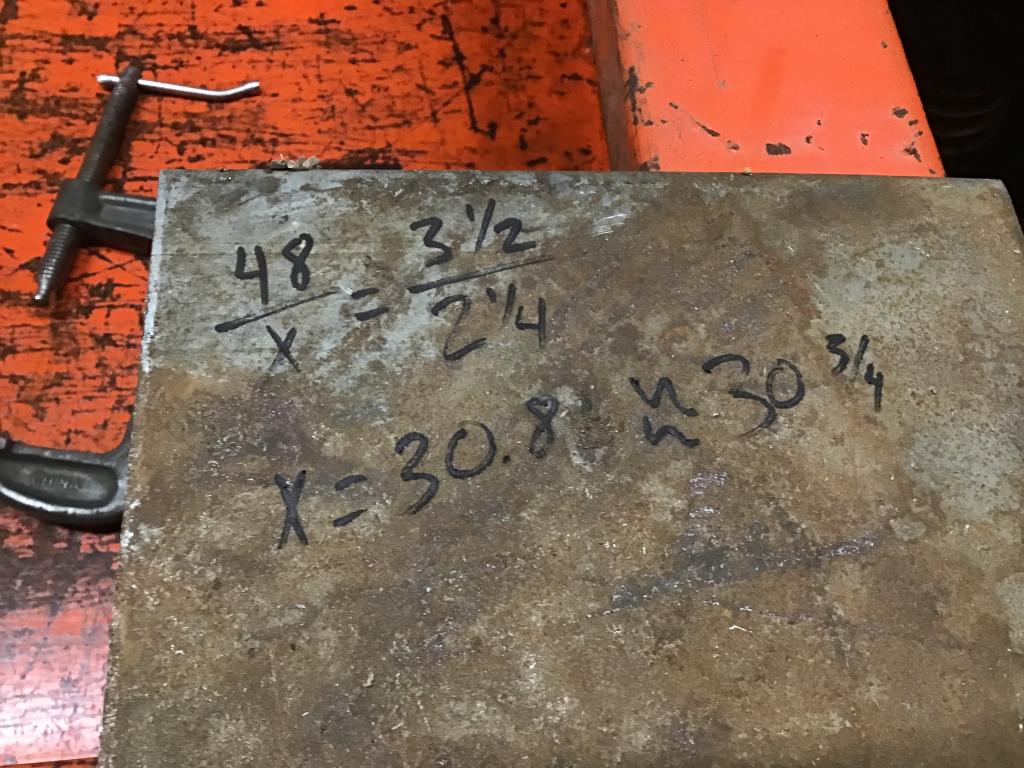 48/x = 3 1/2 / 2 1/4
x = 30.8 ≈ 30 3/4